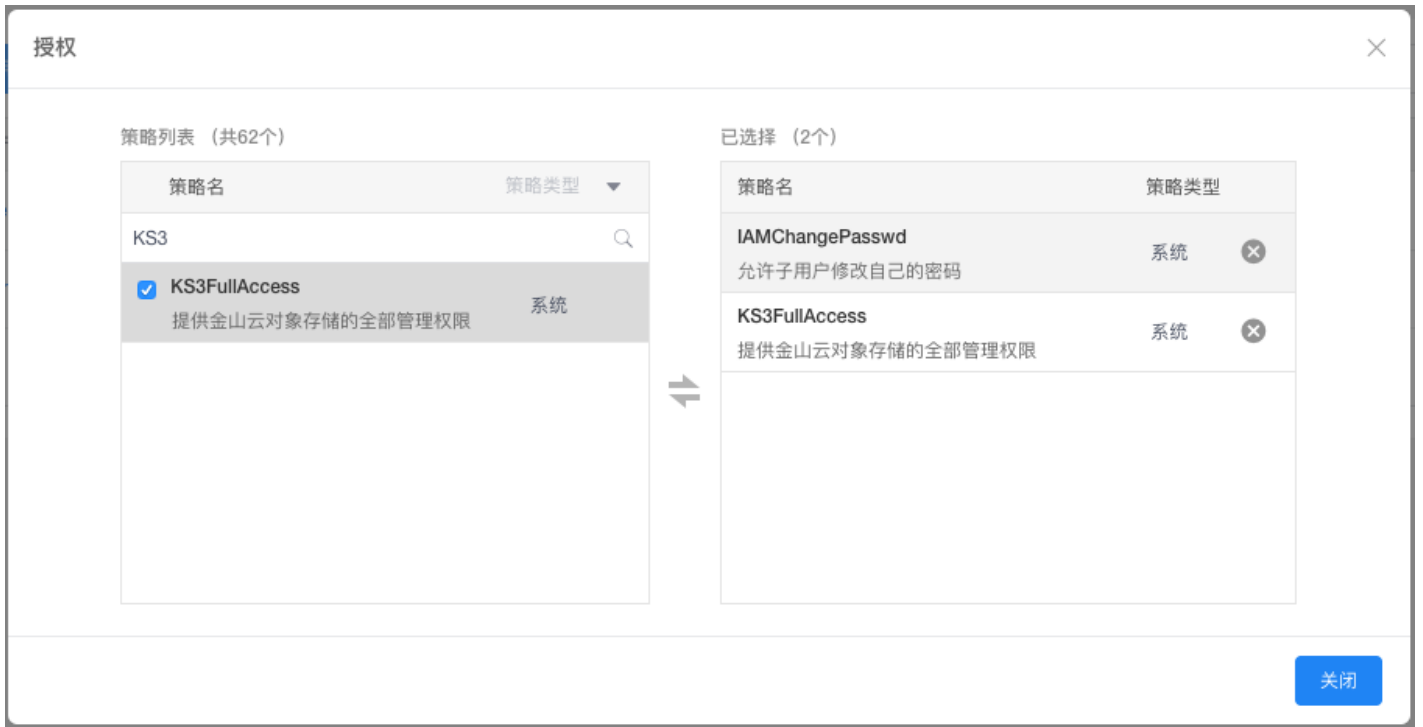 授权
策略列表 (共62个)
策略名 策略类型
KS3
KS3FullAccess
提供金山云对象存储的全部管理权限
系统
已选择 (2个)
策略名 策略类型
IAMChangePasswd
允许子用户修改自己的密码
系统
KS3FullAccess
提供金山云对象存储的全部管理权限
系统
关闭